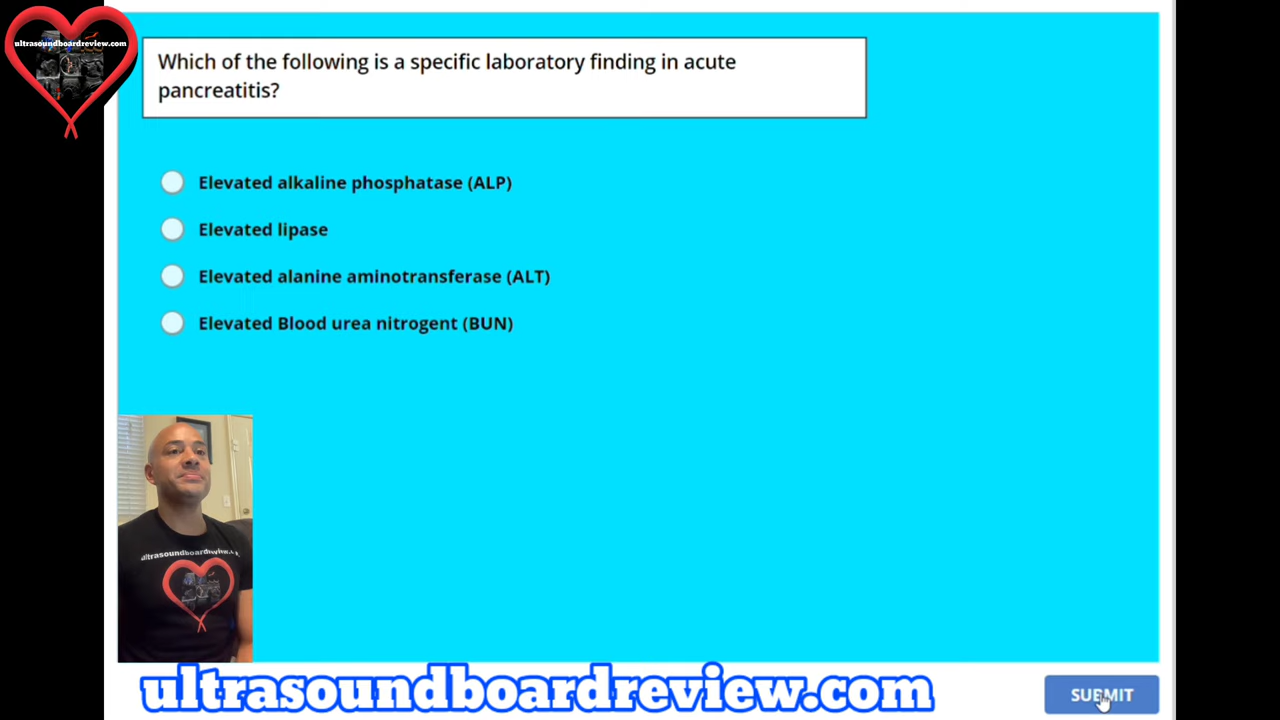 ultrasoundboardreview.com
Which of the following is a specific laboratory finding in acute
pancreatitis?
Elevated alkaline phosphatase (ALP)
Elevated lipase
Elevated alanine aminotransferase (ALT)
Elevated Blood urea nitrogent (BUN)
ultrasoundboardreview.c
ultrasoundboardreview.com
SUBMIT